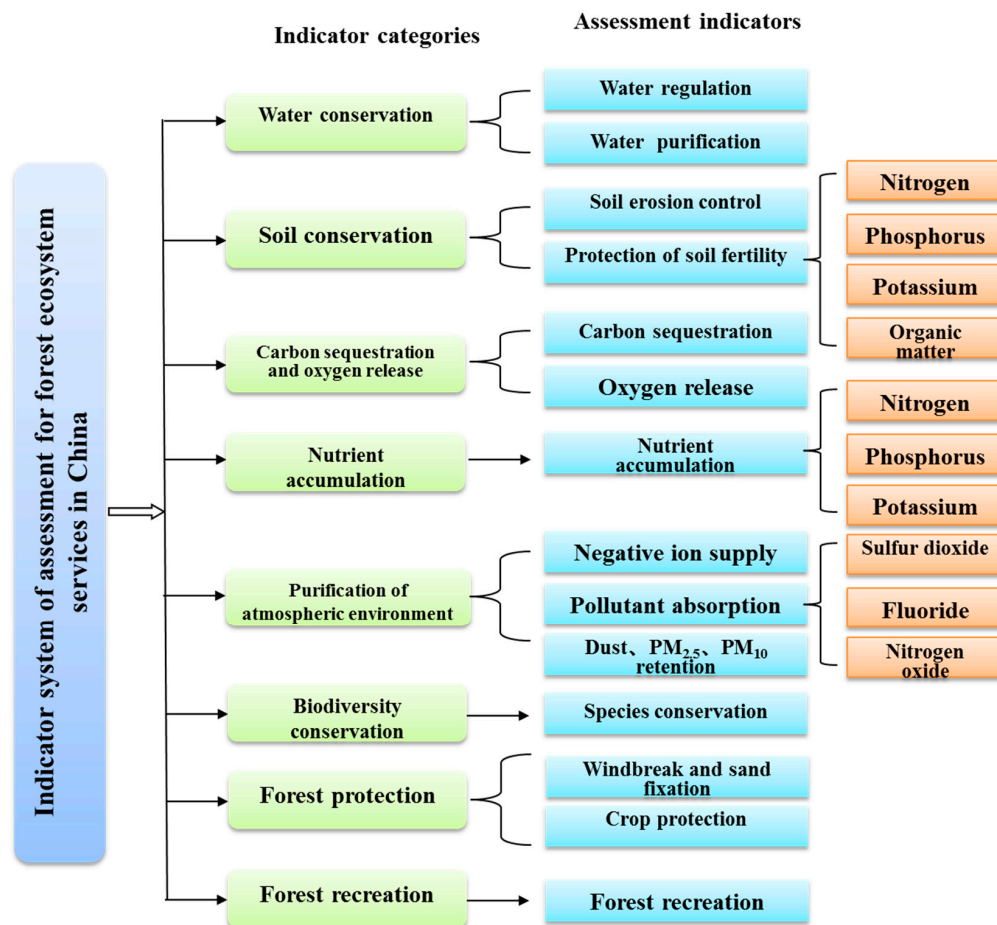 Indicator categories
Assessment indicators
Indicator system of assessment for forest ecosystem
services in China
Water conservation
Water regulation
Water purification
Soil conservation
Soil erosion control
Protection of soil fertility
Nitrogen
Phosphorus
Potassium
Organic
matter
Carbon sequestration
and oxygen release
Carbon sequestration
Oxygen release
Nutrient
accumulation
Nutrient
accumulation
Nitrogen
Phosphorus
Potassium
Purification of
atmospheric environment
Negative ion supply
Pollutant absorption
Dust、PM2.5、PM10
retention
Sulfur dioxide
Fluoride
Nitrogen
oxide
Biodiversity
conservation
Species conservation
Forest protection
Windbreak and sand
fixation
Crop protection
Forest recreation
Forest recreation